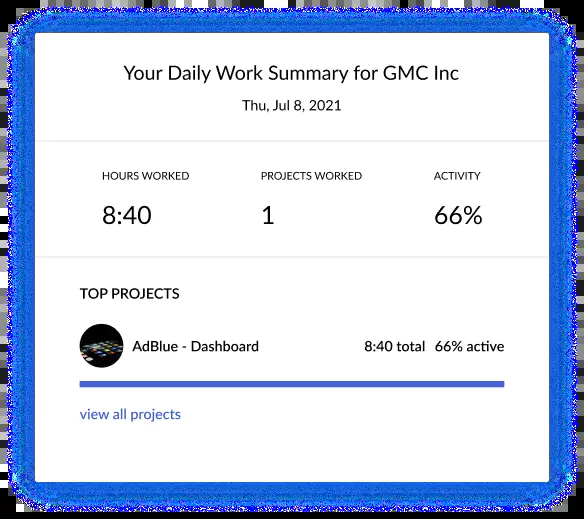 Your Daily Work Summary for GMC Inc
Thu, Jul 8, 2021
HOURS WORKED PROJECTS WORKED ACTIVITY
8:40 1 66%
TOP PROJECTS
AdBlue - Dashboard 8:40 total 66% active
view all projects